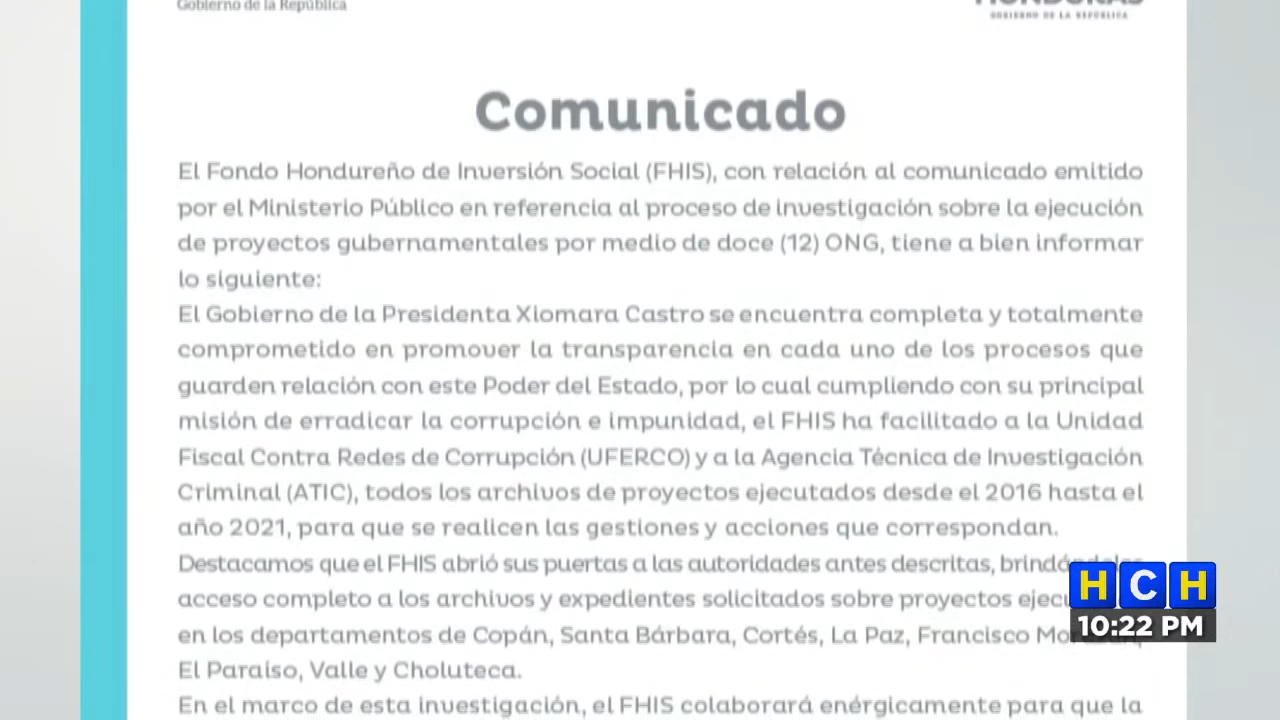 Gobierno de la República
HONDURAS
GOBIERNO DE LA REPÚBLICA
Comunicado
El Fondo Hondureño de Inversión Social (FHIS), con relación al comunicado emitido
por el Ministerio Público en referencia al proceso de investigación sobre la ejecución
de proyectos gubernamentales por medio de doce (12) ONG, tiene a bien informar
lo siguiente:
El Gobierno de la Presidenta Xiomara Castro se encuentra completa y totalmente
comprometido en promover la transparencia en cada uno de los procesos que
guarden relación con este Poder del Estado, por lo cual cumpliendo con su principal
misión de erradicar la corrupción e impunidad, el FHIS ha facilitado a la Unidad
Fiscal Contra Redes de Corrupción (UFERCO) y a la Agencia Técnica de Investigación
Criminal (ATIC), todos los archivos de proyectos ejecutados desde el 2016 hasta el
año 2021, para que se realicen las gestiones y acciones que correspondan.
Destacamos que el FHIS abrió sus puertas a las autoridades antes descritas,
acceso completo a los archivos y expedientes solicitados sobre proyectos
en los departamentos de Copán, Santa Bárbara, Cortés, La Paz, Francisco
El Paraíso, Valle y Choluteca.
En el marco de esta investigación, el FHIS colaborará enérgicamente para que la
HCH
10:22 PM